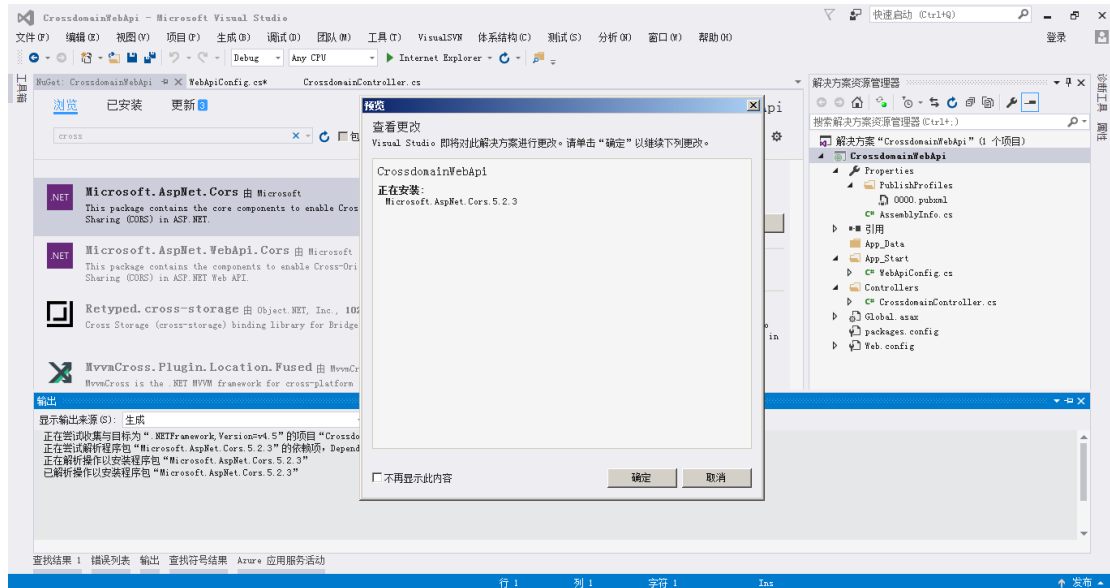 CrossdomainWebApi - Microsoft Visual Studio
快速启动 (Ctrl+Q)
文件(F) 编辑(E) 视图(V) 项目(P) 生成(B) 调试(D) 团队(M) 工具(T) VisualSVN 体系结构(C) 测试(S) 分析(N) 窗口(W) 帮助(H)
登录
Debug Any CPU Internet Explorer
工具箱
NuGet: CrossdomainWebApi WebApiConfig.cs* CrossdomainController.cs
浏览 已安装 更新 3
cross
包
.NET
Microsoft.AspNet.Cors 由 Microsoft
This package contains the core components to enable Cros
Sharing (CORS) in ASP.NET.
.NET
Microsoft.AspNet.WebApi.Cors 由 Microsoft
This package contains the components to enable Cross-Ori
Sharing (CORS) in ASP.NET Web API.
Retyped.cross-storage 由 Object.NET, Inc., 102
Cross Storage (cross-storage) binding library for Bridge
MvvmCross.Plugin.Location.Fused 由 MvvmCr
MvvmCross is the .NET MVVM framework for cross-platform
pi
in
预览
查看更改
Visual Studio 即将对此解决方案进行更改。请单击“确定”以继续下列更改。
CrossdomainWebApi
正在安装:
Microsoft.AspNet.Cors.5.2.3
不再显示此内容
确定 取消
解决方案资源管理器
搜索解决方案资源管理器(Ctrl+;)
解决方案“CrossdomainWebApi”(1 个项目)
CrossdomainWebApi
Properties
PublishProfiles
0000.pubxml
C# AssemblyInfo.cs
引用
App_Data
App_Start
C# WebApiConfig.cs
Controllers
C# CrossdomainController.cs
Global.asax
packages.config
Web.config
诊断工具
属性
输出
显示输出来源(S): 生成
正在尝试收集与目标为“.NETFramework,Version=v4.5”的项目“Crossdo
正在尝试解析程序包“Microsoft.AspNet.Cors.5.2.3”的依赖项，Depend
正在解析操作以安装程序包“Microsoft.AspNet.Cors.5.2.3”
已解析操作以安装程序包“Microsoft.AspNet.Cors.5.2.3”
查找结果 1 错误列表 输出 查找符号结果 Azure 应用服务活动
行 1 列 1 字符 1 Ins
发布